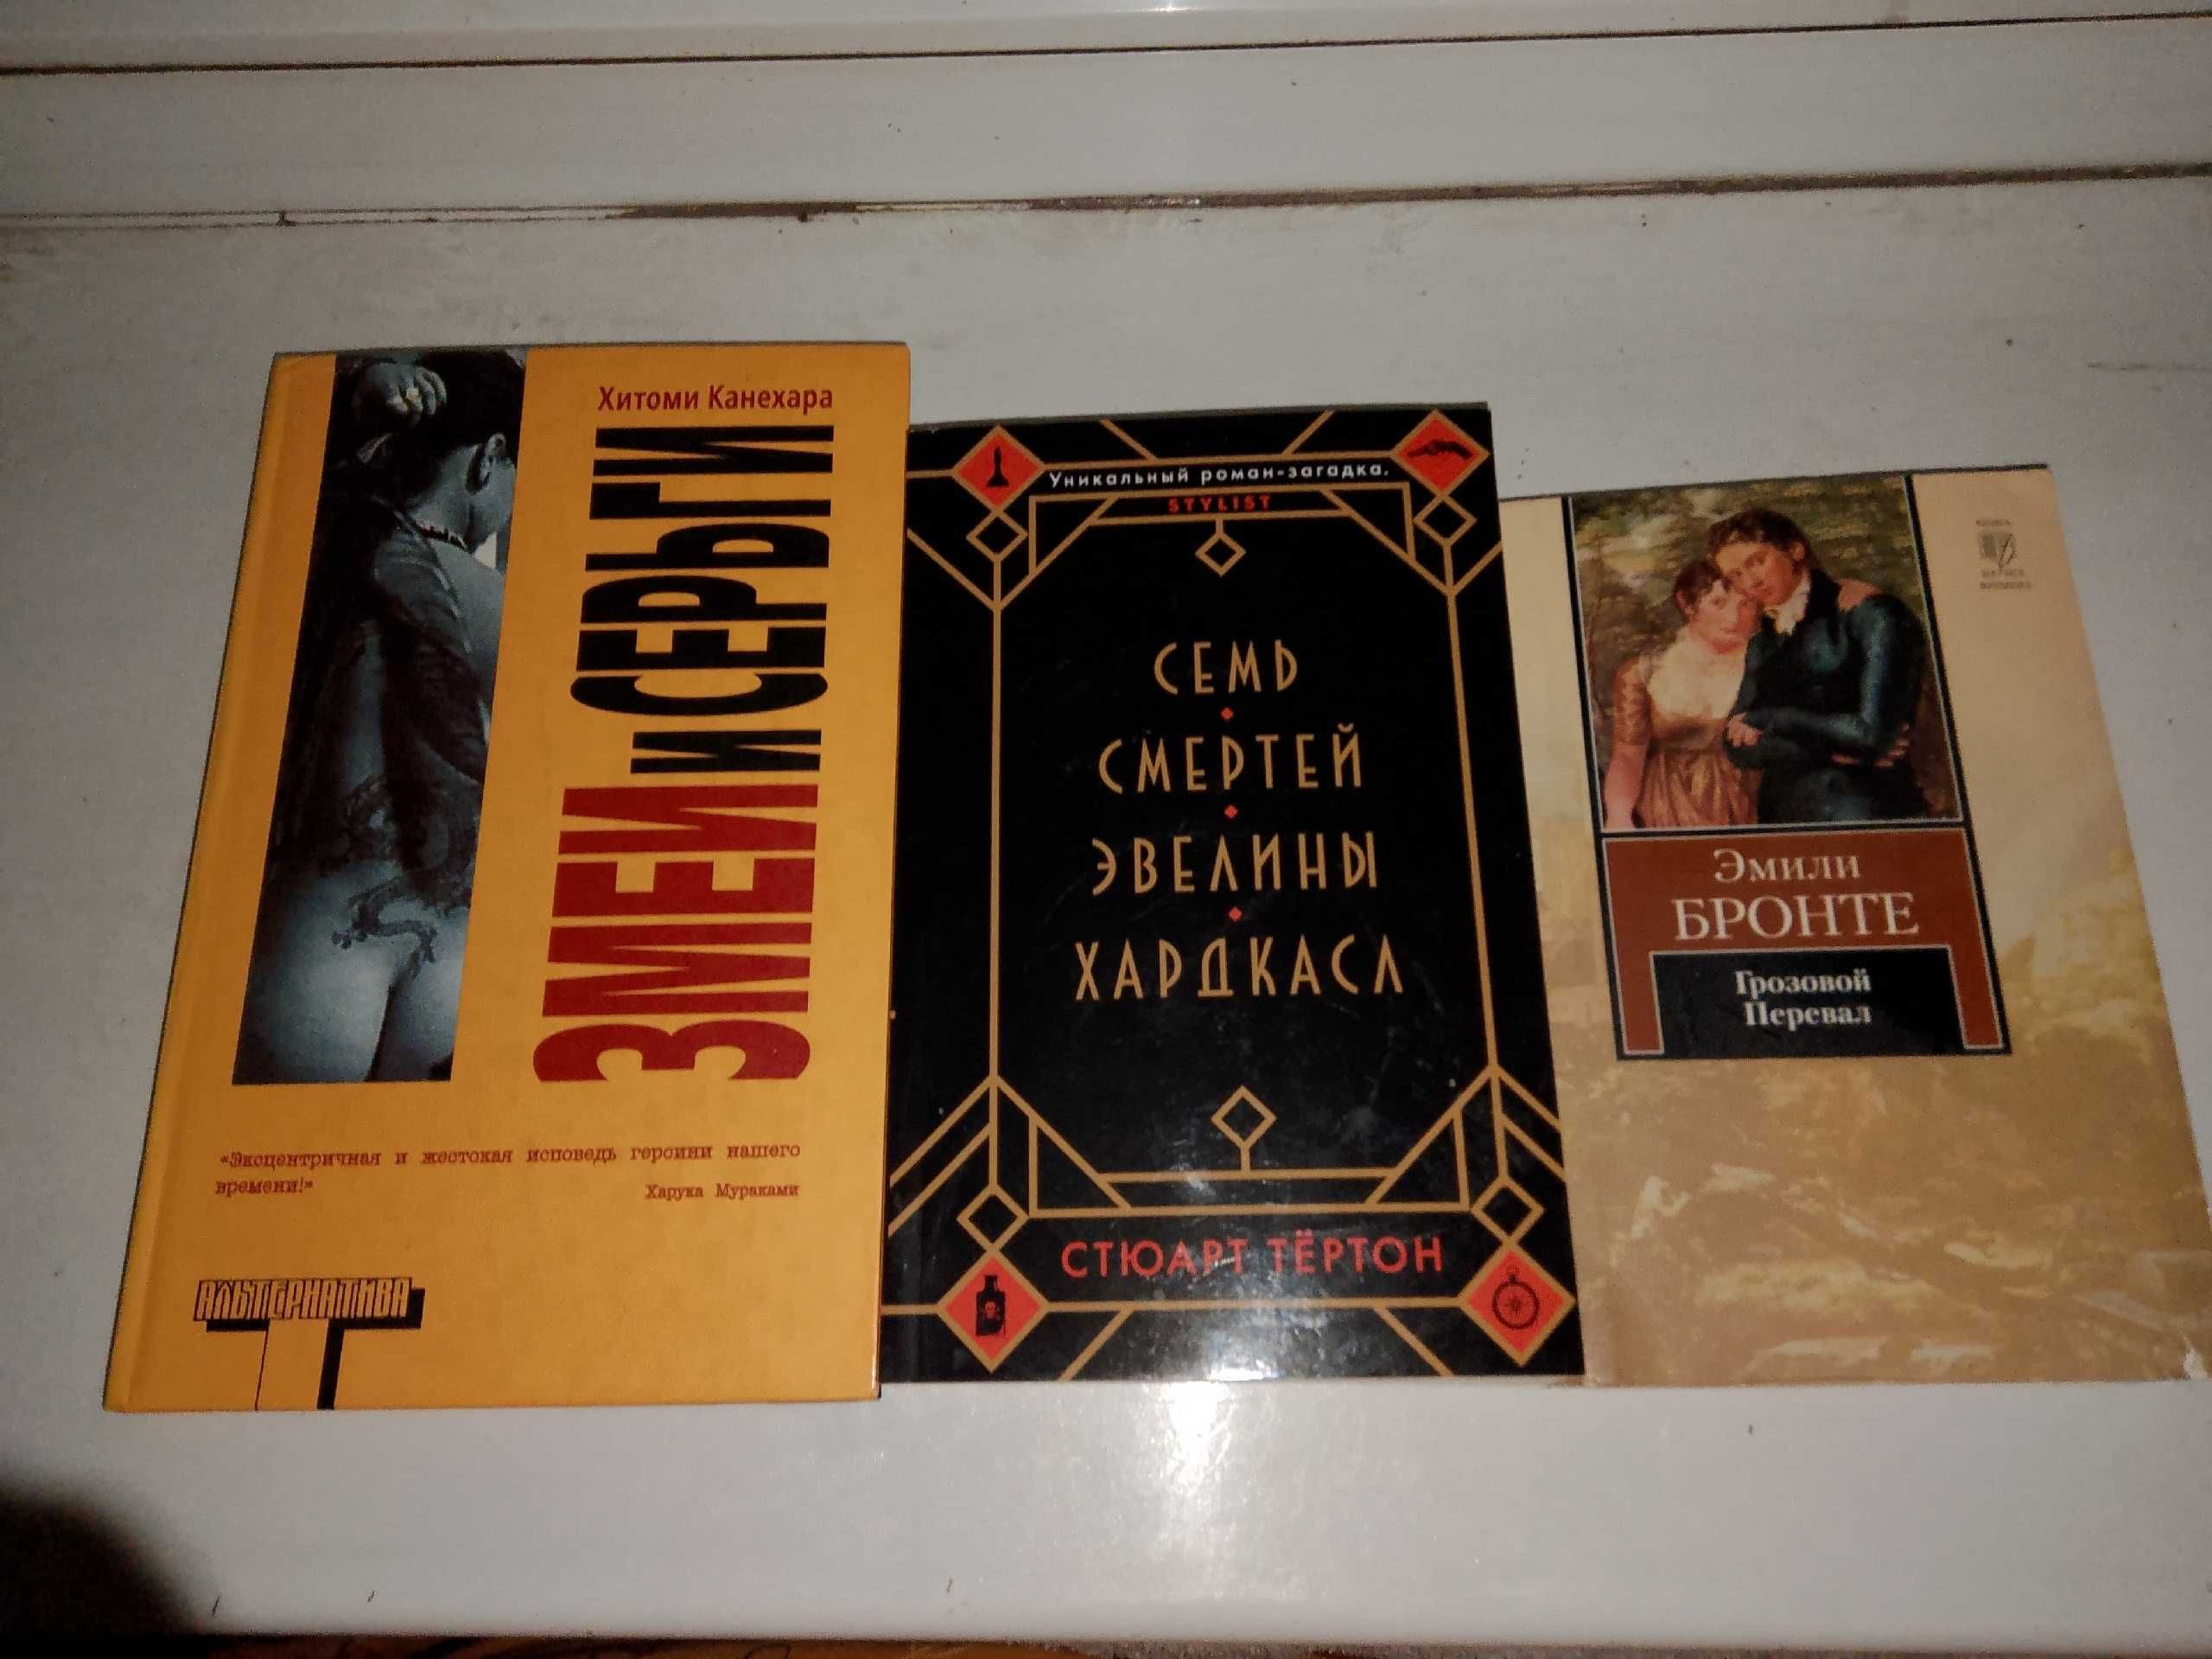 Хитоми Канехара
ЗМЕИ И СЕРЬГИ
«Эксцентричная и жестокая исповедь героини нашего
времени!»
Харуки Мураками
АЛЬТЕРНАТИВА
Уникальный роман-загадка.
STYLIST
СЕМЬ
СМЕРТЕЙ
ЭВЕЛИНЫ
ХАРДКАСЛ
СТЮАРТ ТЁРТОН
Эмили
БРОНТЕ
Грозовой
Перевал